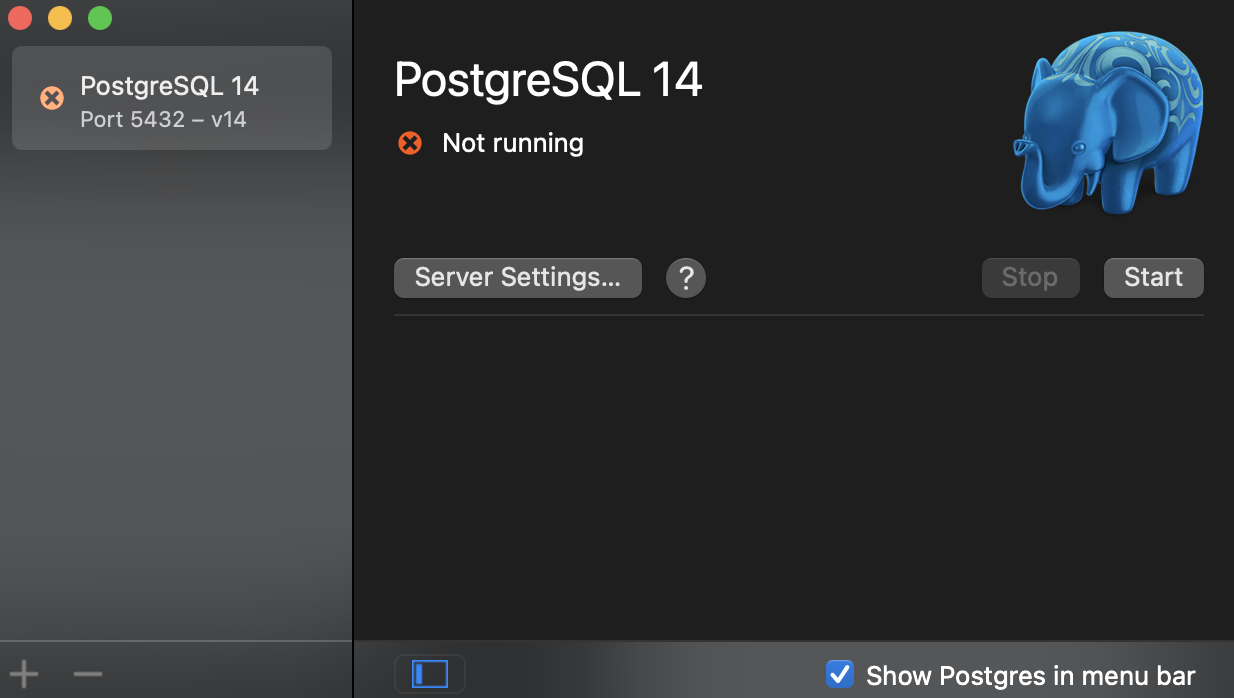 PostgreSQL 14
Port 5432 – v14
PostgreSQL 14
Not running
Server Settings...
?
Stop
Start
Show Postgres in menu bar